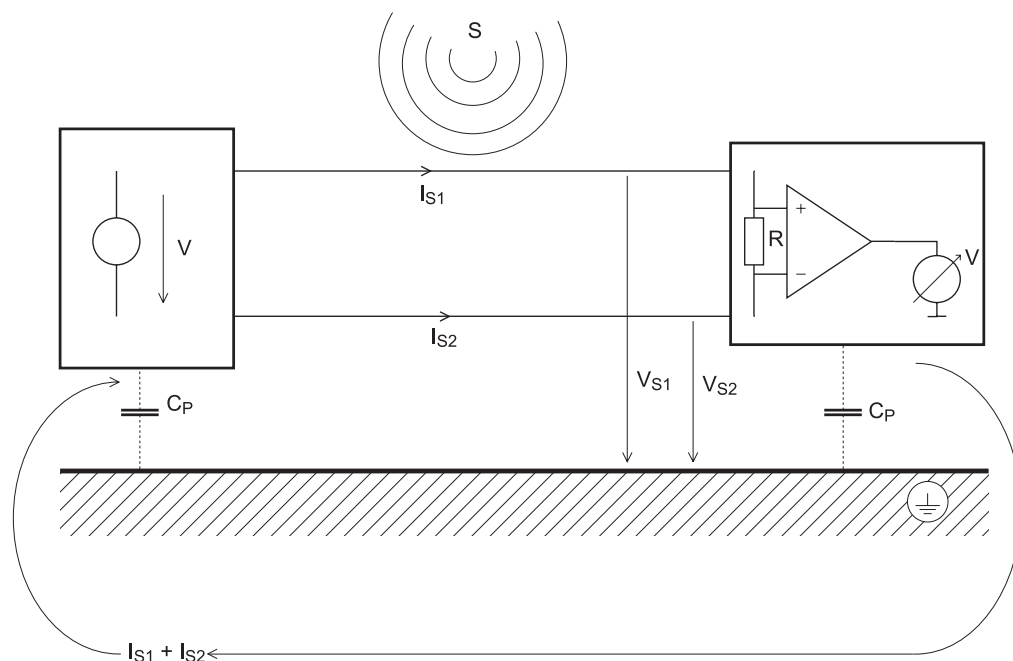 S
I_S1
V
+
R
−
V
I_S2
V_S1
V_S2
C_P
C_P
I_S1 + I_S2